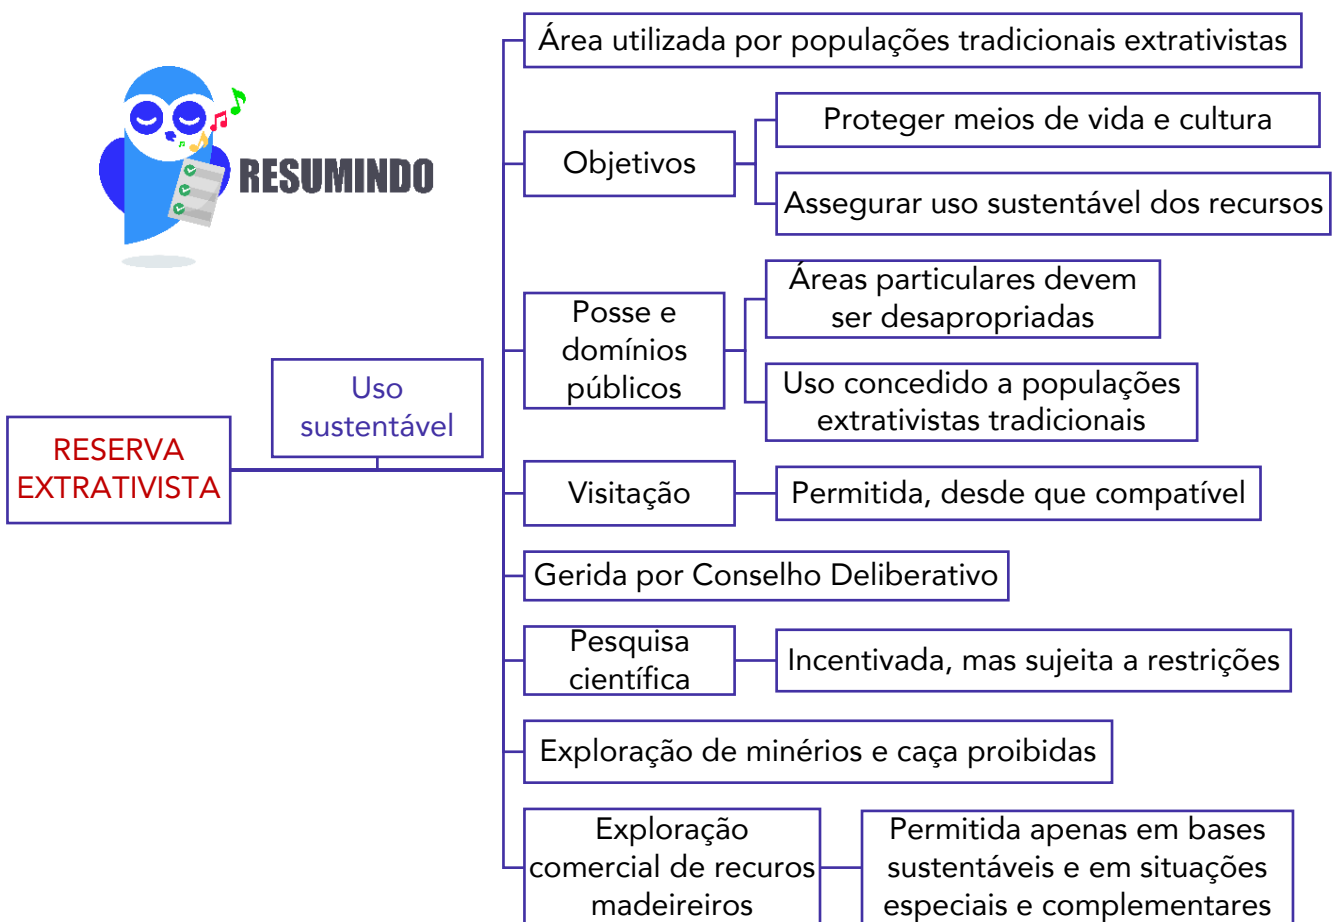 RESUMINDO
RESERVA
EXTRATIVISTA
Uso
sustentável
Área utilizada por populações tradicionais extrativistas
Objetivos
Proteger meios de vida e cultura
Assegurar uso sustentável dos recursos
Posse e
domínios
públicos
Áreas particulares devem
ser desapropriadas
Uso concedido a populações
extrativistas tradicionais
Visitação
Permitida, desde que compatível
Gerida por Conselho Deliberativo
Pesquisa
científica
Incentivada, mas sujeita a restrições
Exploração de minérios e caça proibidas
Exploração
comercial de recuros
madeireiros
Permitida apenas em bases
sustentáveis e em situações
especiais e complementares